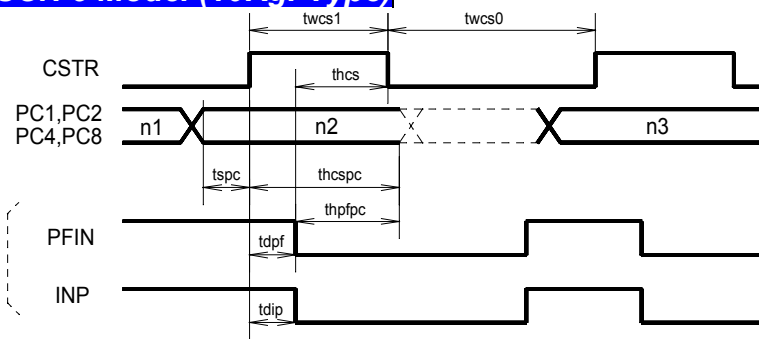 twcs1 twcs0
CSTR
thcs
PC1,PC2
PC4,PC8
n1 n2 n3
tspc thcspc
thpfpc
PFIN
tdpf
INP
tdip